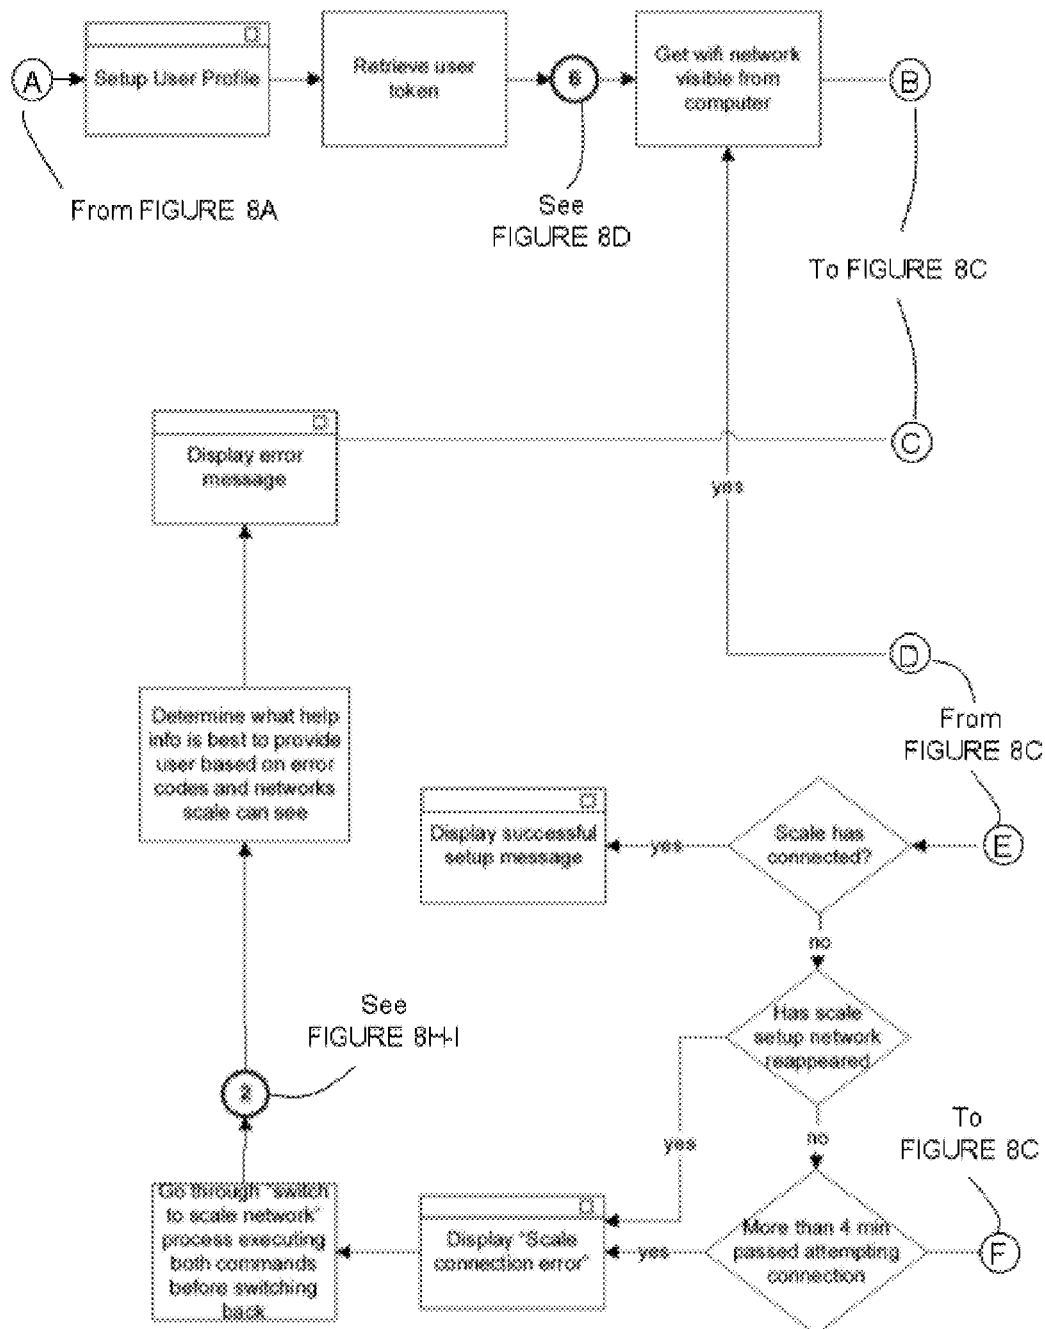 A
Setup User Profile
Retrieve user
token
6
Get wifi network
visible from
computer
B
From FIGURE 8A
See
FIGURE 8D
To FIGURE 8C
Display error
message
C
yes
D
From
FIGURE 8C
Determine what help
info is best to provide
user based on error
codes and networks
scale can see
Display successful
setup message
yes
Scale has
connected?
E
no
Has scale
setup network
reappeared
See
FIGURE 8H-I
2
yes
no
To
FIGURE 8C
Go through "switch
to scale network"
process executing
both commands
before switching
back
Display "Scale
connection error"
yes
More than 4 min
passed attempting
connection
F